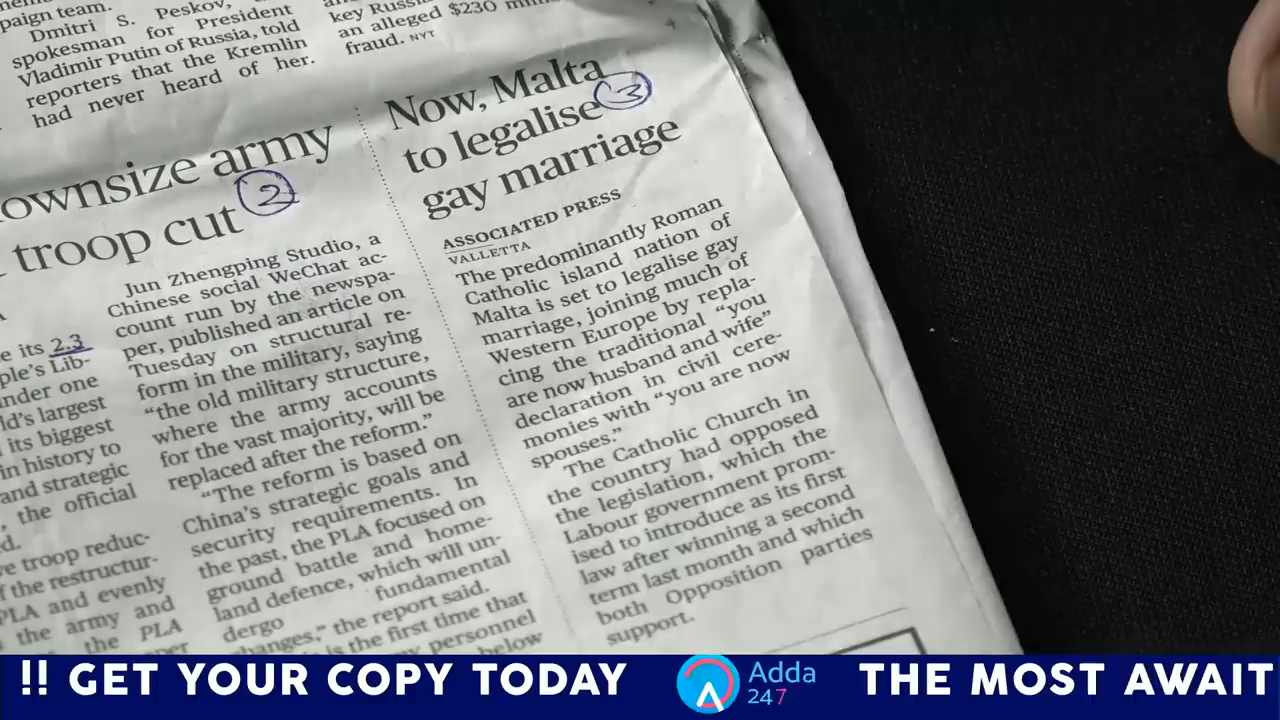 paign team.
Dmitri S. Peskov,
spokesman for President
Vladimir Putin of Russia, told
reporters that the Kremlin
had never heard of her.
key Russia
an alleged $230
fraud. NYT
ownsize army
troop cut
2
e its 2.3
ple's Lib-
nder one
ld's largest
its biggest
in history to
and strategic
, the official
ed.
ve troop reduc-
f the restructur-
PLA and evenly
the army and
the PLA
Jun Zhengping Studio, a
Chinese social WeChat ac-
count run by the newspa-
per, published an article on
Tuesday on structural re-
form in the military, saying
“the old military structure,
where the army accounts
for the vast majority, will be
replaced after the reform.”
“The reform is based on
China's strategic goals and
security requirements. In
the past, the PLA focused on
ground battle and home-
land defence, which will un-
dergo fundamental
changes,” the report said.
is the first time that
personnel
below
Now, Malta
to legalise
gay marriage
3
ASSOCIATED PRESS
VALLETTA
The predominantly Roman
Catholic island nation of
Malta is set to legalise gay
marriage, joining much of
Western Europe by repla-
cing the traditional “you
are now husband and wife”
declaration in civil cere-
monies with “you are now
spouses.”
The Catholic Church in
the country had opposed
the legislation, which the
Labour government prom-
ised to introduce as its first
law after winning a second
term last month and which
both Opposition parties
support.
!! GET YOUR COPY TODAY
Adda
247
THE MOST AWAIT